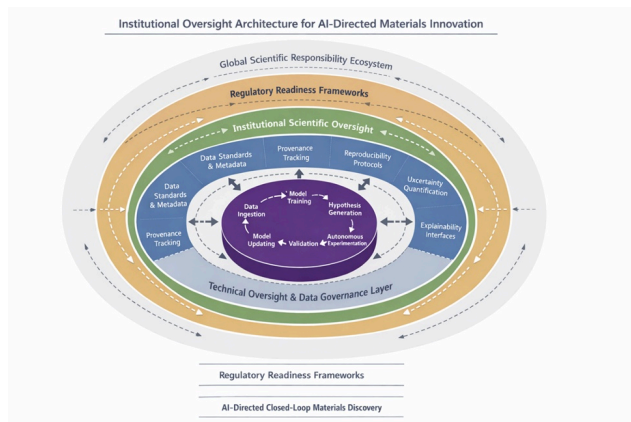 Institutional Oversight Architecture for AI-Directed Materials Innovation
Global Scientific Responsibility Ecosystem
Regulatory Readiness Frameworks
Institutional Scientific Oversight
Provenance
Tracking
Data Standards
& Metadata
Reproducibility
Protocols
Data
Standards
& Metadata
Ucertainty
Quantification
Provenance
Tracking
Explainability
interfaces
Model
Training
Data
Ingestion
Hypothesis
Generation
Model
Updating
Validation
Autonomous
Experimentation
Technical Oversight & Data Governance Layer
Regulatory Readiness Frameworks
AI-Directed Closed-Loop Materials Discovery